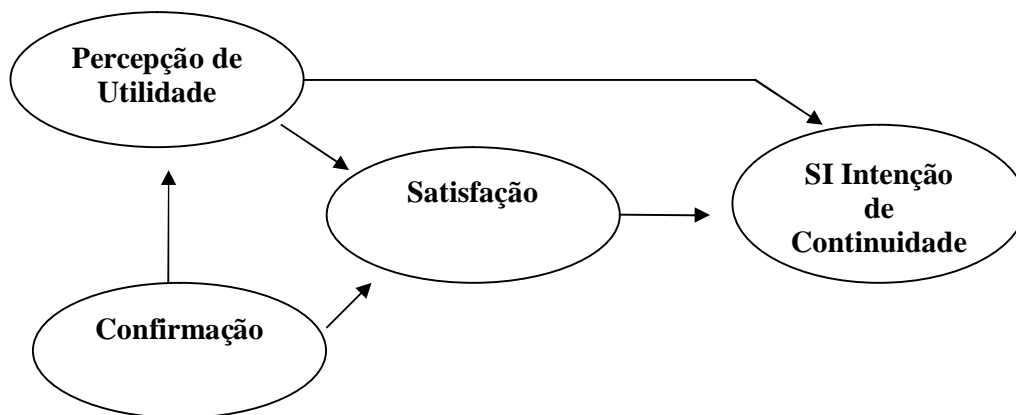 Percepção de
Utilidade
Satisfação
SI Intenção
de
Continuidade
Confirmação